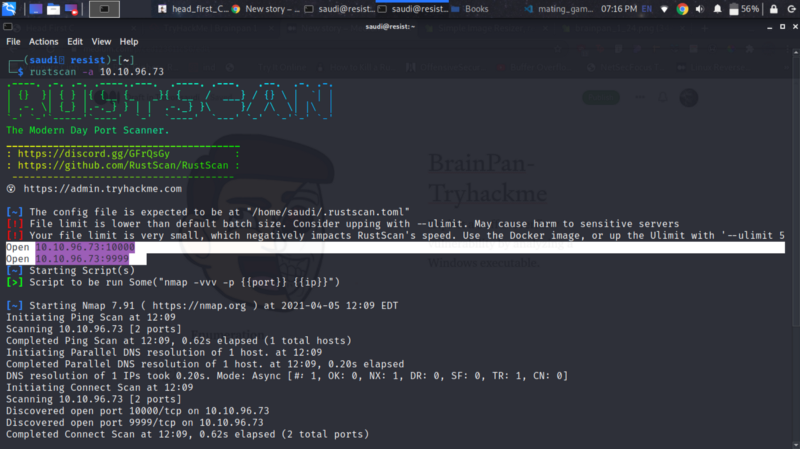 head_first_C...
New story – ...
saudi@resist...
saudi@resist...
Books
mating_gam...
07:16 PM
EN
56%
saudi@resist: ~
File Actions Edit View Help
(saudi resist)-[~]
$ rustscan -a 10.10.96.73
The Modern Day Port Scanner.
: https://discord.gg/GFrQsGy :
: https://github.com/RustScan/RustScan :
https://admin.tryhackme.com
BrainPan-
Tryhackme
[~] The config file is expected to be at "/home/saudi/.rustscan.toml"
[!] File limit is lower than default batch size. Consider upping with --ulimit. May cause harm to sensitive servers
[!] Your file limit is very small, which negatively impacts RustScan's speed. Use the Docker image, or up the Ulimit with '--ulimit 5
Open 10.10.96.73:10000
Open 10.10.96.73:9999
Windows executable.
[~] Starting Script(s)
[>] Script to be run Some("nmap -vvv -p {{port}} {{ip}}")
[~] Starting Nmap 7.91 ( https://nmap.org ) at 2021-04-05 12:09 EDT
Initiating Ping Scan at 12:09
Scanning 10.10.96.73 [2 ports]
Completed Ping Scan at 12:09, 0.62s elapsed (1 total hosts)
Initiating Parallel DNS resolution of 1 host. at 12:09
Completed Parallel DNS resolution of 1 host. at 12:09, 0.20s elapsed
DNS resolution of 1 IPs took 0.20s. Mode: Async [#: 1, OK: 0, NX: 1, DR: 0, SF: 0, TR: 1, CN: 0]
Initiating Connect Scan at 12:09
Scanning 10.10.96.73 [2 ports]
Discovered open port 10000/tcp on 10.10.96.73
Discovered open port 9999/tcp on 10.10.96.73
Completed Connect Scan at 12:09, 0.62s elapsed (2 total ports)